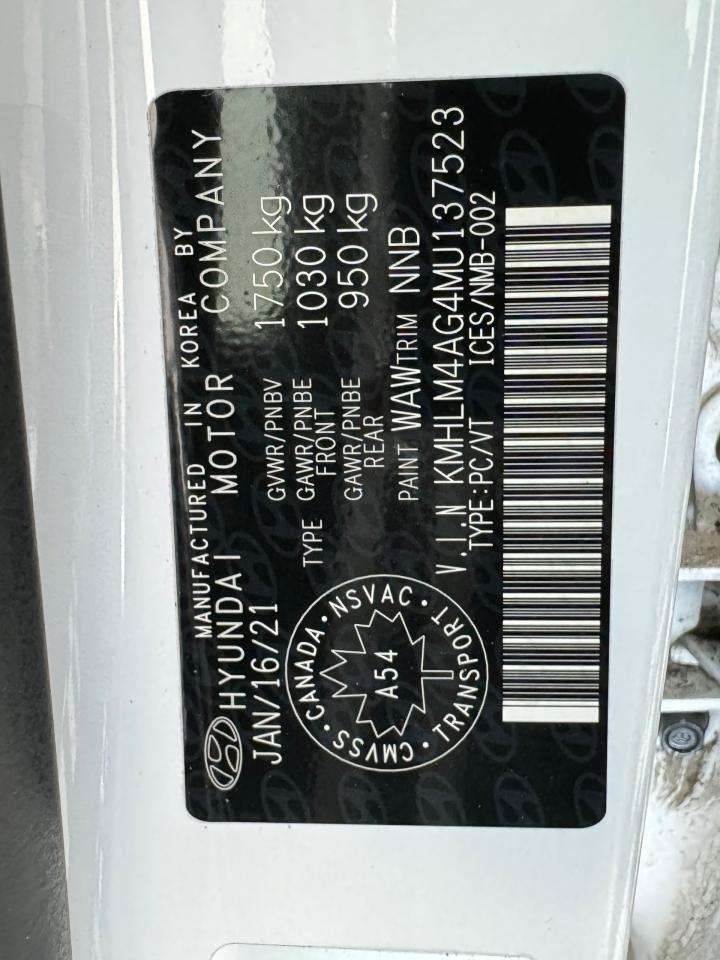 MANUFACTURED IN KOREA BY
HYUNDAI MOTOR COMPANY
JAN/16/21 GVWR/PNBV 1750 kg
TYPE GAWR/PNBE FRONT 1030 kg
GAWR/PNBE REAR 950 kg
PAINT WAW TRIM NNB
CANADA · NSVAC · TRANSPORT · CMVSS ·
A54
V.I.N KMHLM4AG4MU137523
TYPE:PC/VT ICES/NMB-002